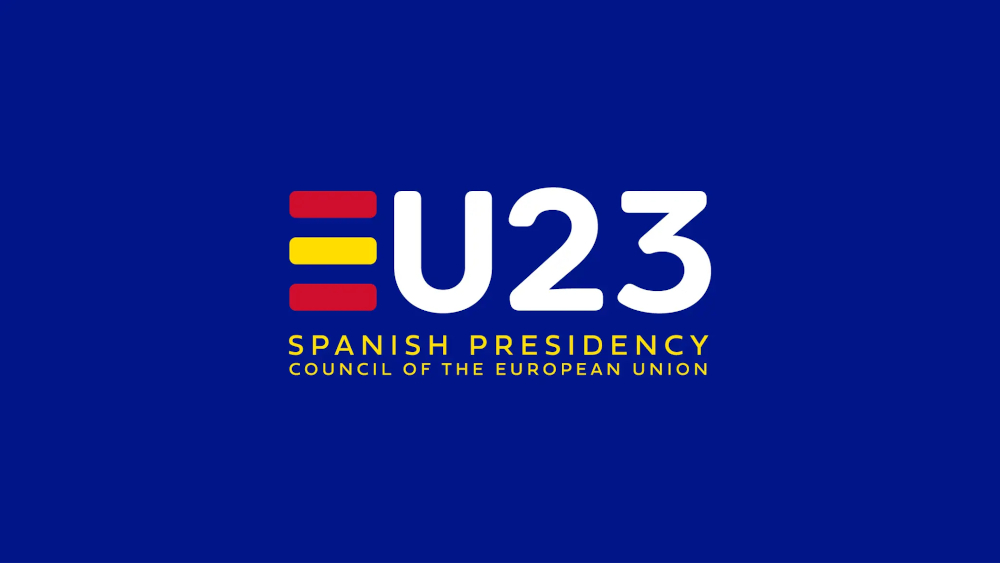 EU23
SPANISH PRESIDENCY
COUNCIL OF THE EUROPEAN UNION